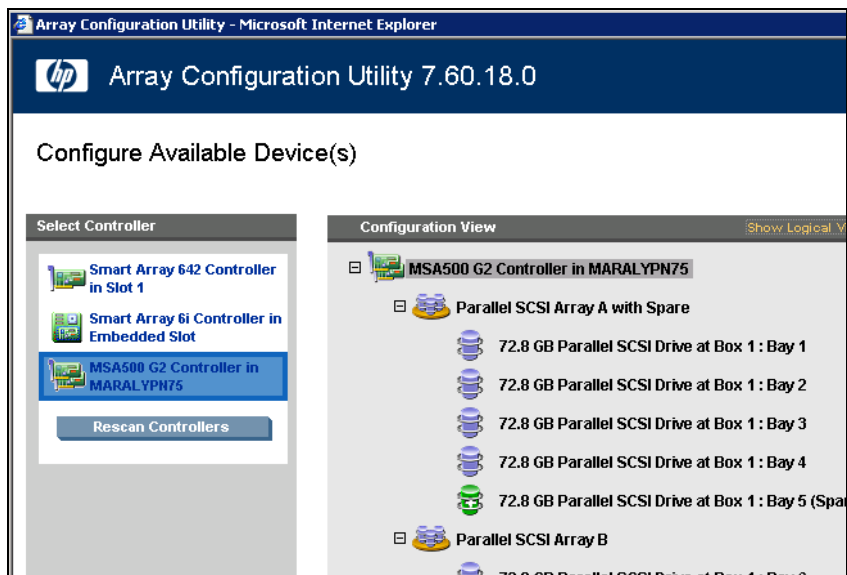 Array Configuration Utility - Microsoft Internet Explorer
hp Array Configuration Utility 7.60.18.0
Configure Available Device(s)
Select Controller
Smart Array 642 Controller
in Slot 1
Smart Array 6i Controller in
Embedded Slot
MSA500 G2 Controller in
MARALYPN75
Rescan Controllers
Configuration View
Show Logical V
MSA500 G2 Controller in MARALYPN75
Parallel SCSI Array A with Spare
72.8 GB Parallel SCSI Drive at Box 1 : Bay 1
72.8 GB Parallel SCSI Drive at Box 1 : Bay 2
72.8 GB Parallel SCSI Drive at Box 1 : Bay 3
72.8 GB Parallel SCSI Drive at Box 1 : Bay 4
72.8 GB Parallel SCSI Drive at Box 1 : Bay 5 (Spa
Parallel SCSI Array B